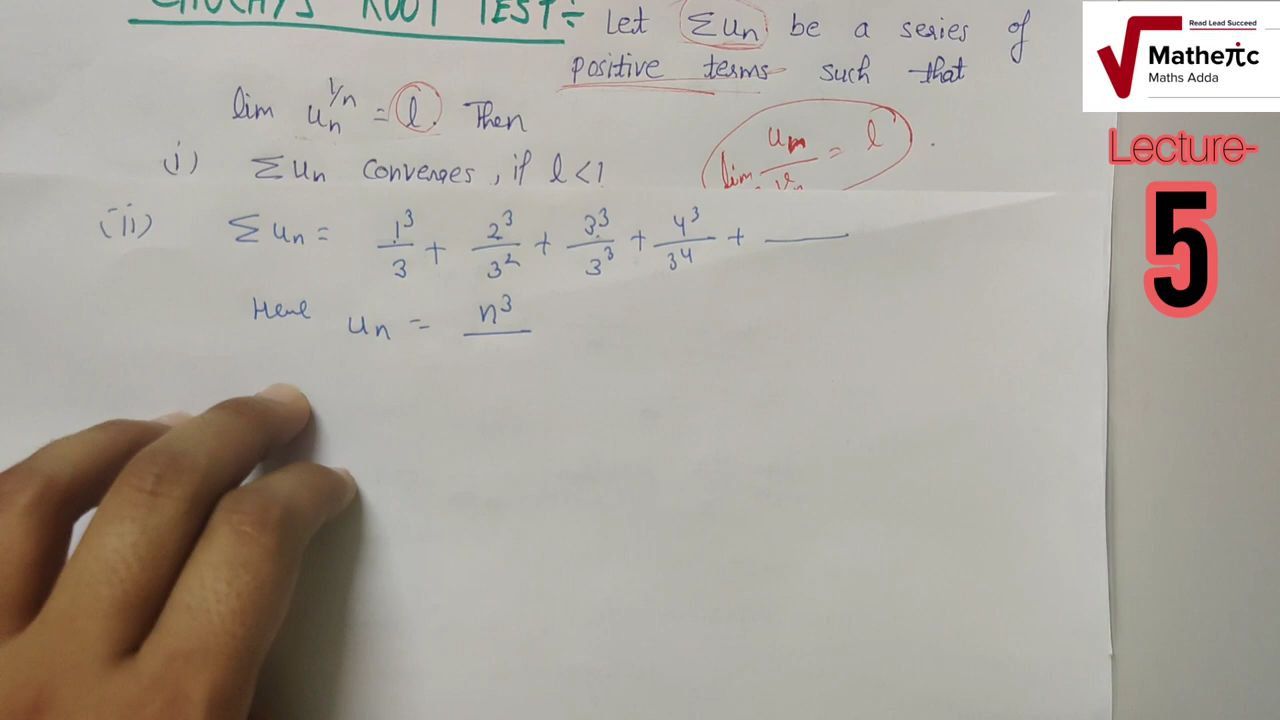 CAUCHY'S ROOT TEST :- Let Σuₙ be a series of
positive terms such that
lim uₙ^{1/n} = l. Then
(i) Σuₙ Converges, if l < 1
lim uₙ/vₙ = l.
(ii) Σuₙ = 1³/3 + 2³/3² + 3³/3³ + 4³/3⁴ + ———
Here uₙ = n³/
Read Lead Succeed
Matheπc
Maths Adda
Lecture-
5